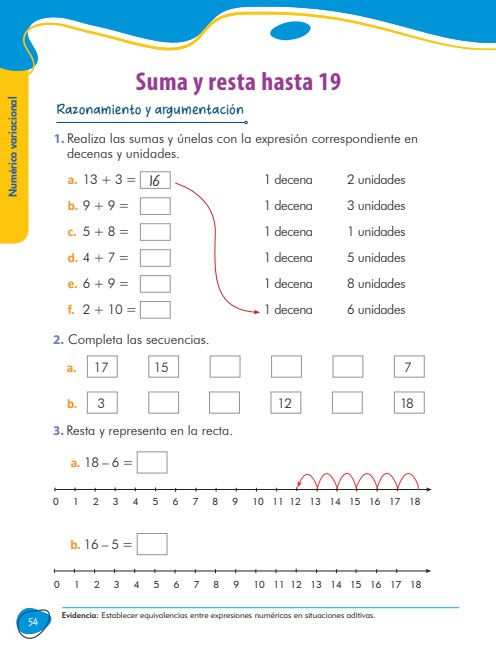 Numérico variacional
Suma y resta hasta 19
Razonamiento y argumentación
1. Realiza las sumas y únelas con la expresión correspondiente en
decenas y unidades.
a. 13 + 3 = 16 1 decena 2 unidades
b. 9 + 9 = 1 decena 3 unidades
c. 5 + 8 = 1 decena 1 unidades
d. 4 + 7 = 1 decena 5 unidades
e. 6 + 9 = 1 decena 8 unidades
f. 2 + 10 = 1 decena 6 unidades
2. Completa las secuencias.
a. 17 15 7
b. 3 12 18
3. Resta y representa en la recta.
a. 18 – 6 =
0 1 2 3 4 5 6 7 8 9 10 11 12 13 14 15 16 17 18
b. 16 – 5 =
0 1 2 3 4 5 6 7 8 9 10 11 12 13 14 15 16 17 18
54
Evidencia: Establecer equivalencias entre expresiones numéricas en situaciones aditivas.